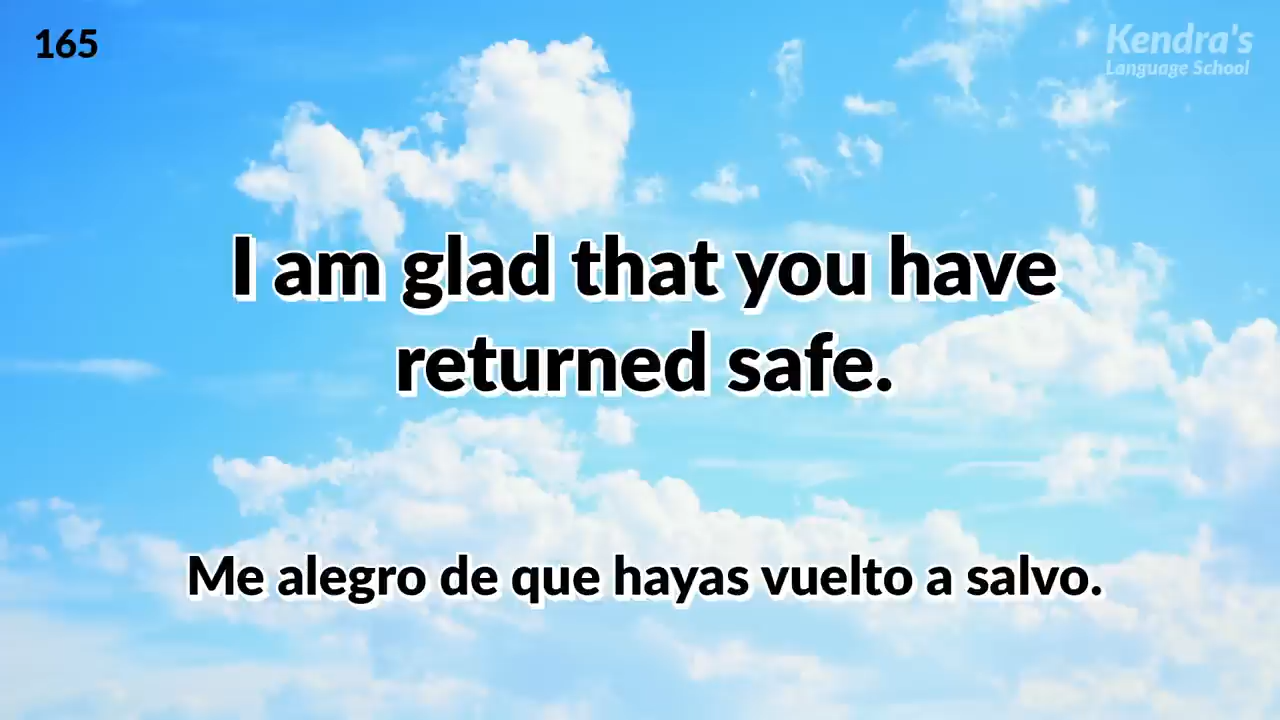 165
Kendra's
Language School
I am glad that you have
returned safe.
Me alegro de que hayas vuelto a salvo.